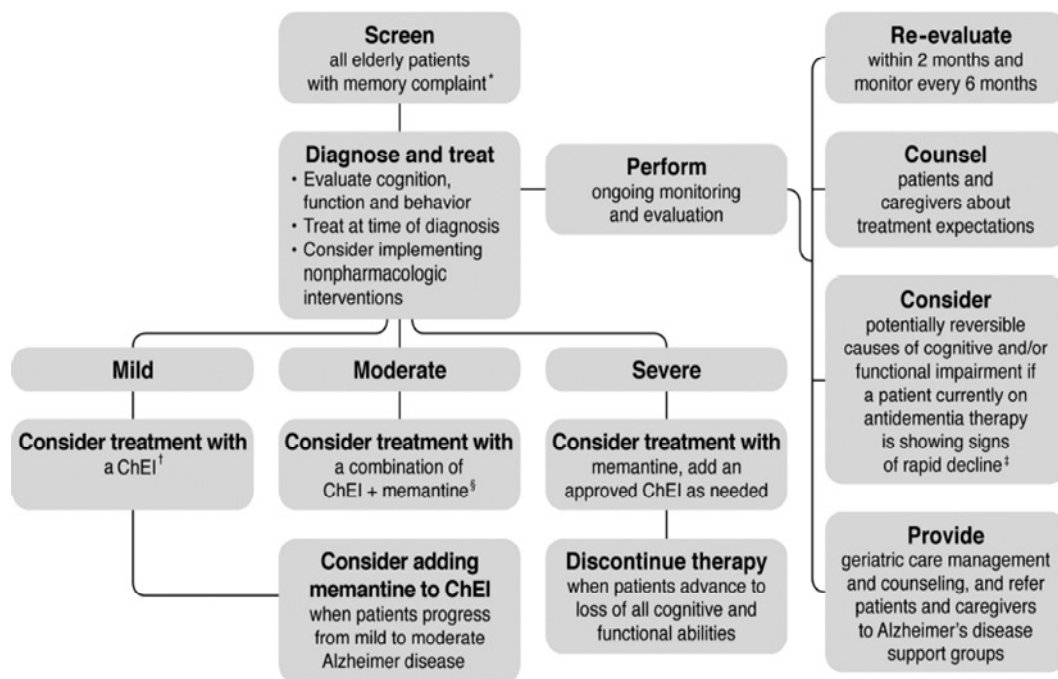 Screen
all elderly patients
with memory complaint*
Diagnose and treat
• Evaluate cognition,
function and behavior
• Treat at time of diagnosis
• Consider implementing
nonpharmacologic
interventions
Perform
ongoing monitoring
and evaluation
Re-evaluate
within 2 months and
monitor every 6 months
Counsel
patients and
caregivers about
treatment expectations
Consider
potentially reversible
causes of cognitive and/or
functional impairment if
a patient currently on
antidementia therapy
is showing signs
of rapid decline‡
Provide
geriatric care management
and counseling, and refer
patients and caregivers
to Alzheimer's disease
support groups
Mild
Consider treatment with
a ChEI†
Moderate
Consider treatment with
a combination of
ChEI + memantine§
Consider adding
memantine to ChEI
when patients progress
from mild to moderate
Alzheimer disease
Severe
Consider treatment with
memantine, add an
approved ChEI as needed
Discontinue therapy
when patients advance to
loss of all cognitive and
functional abilities